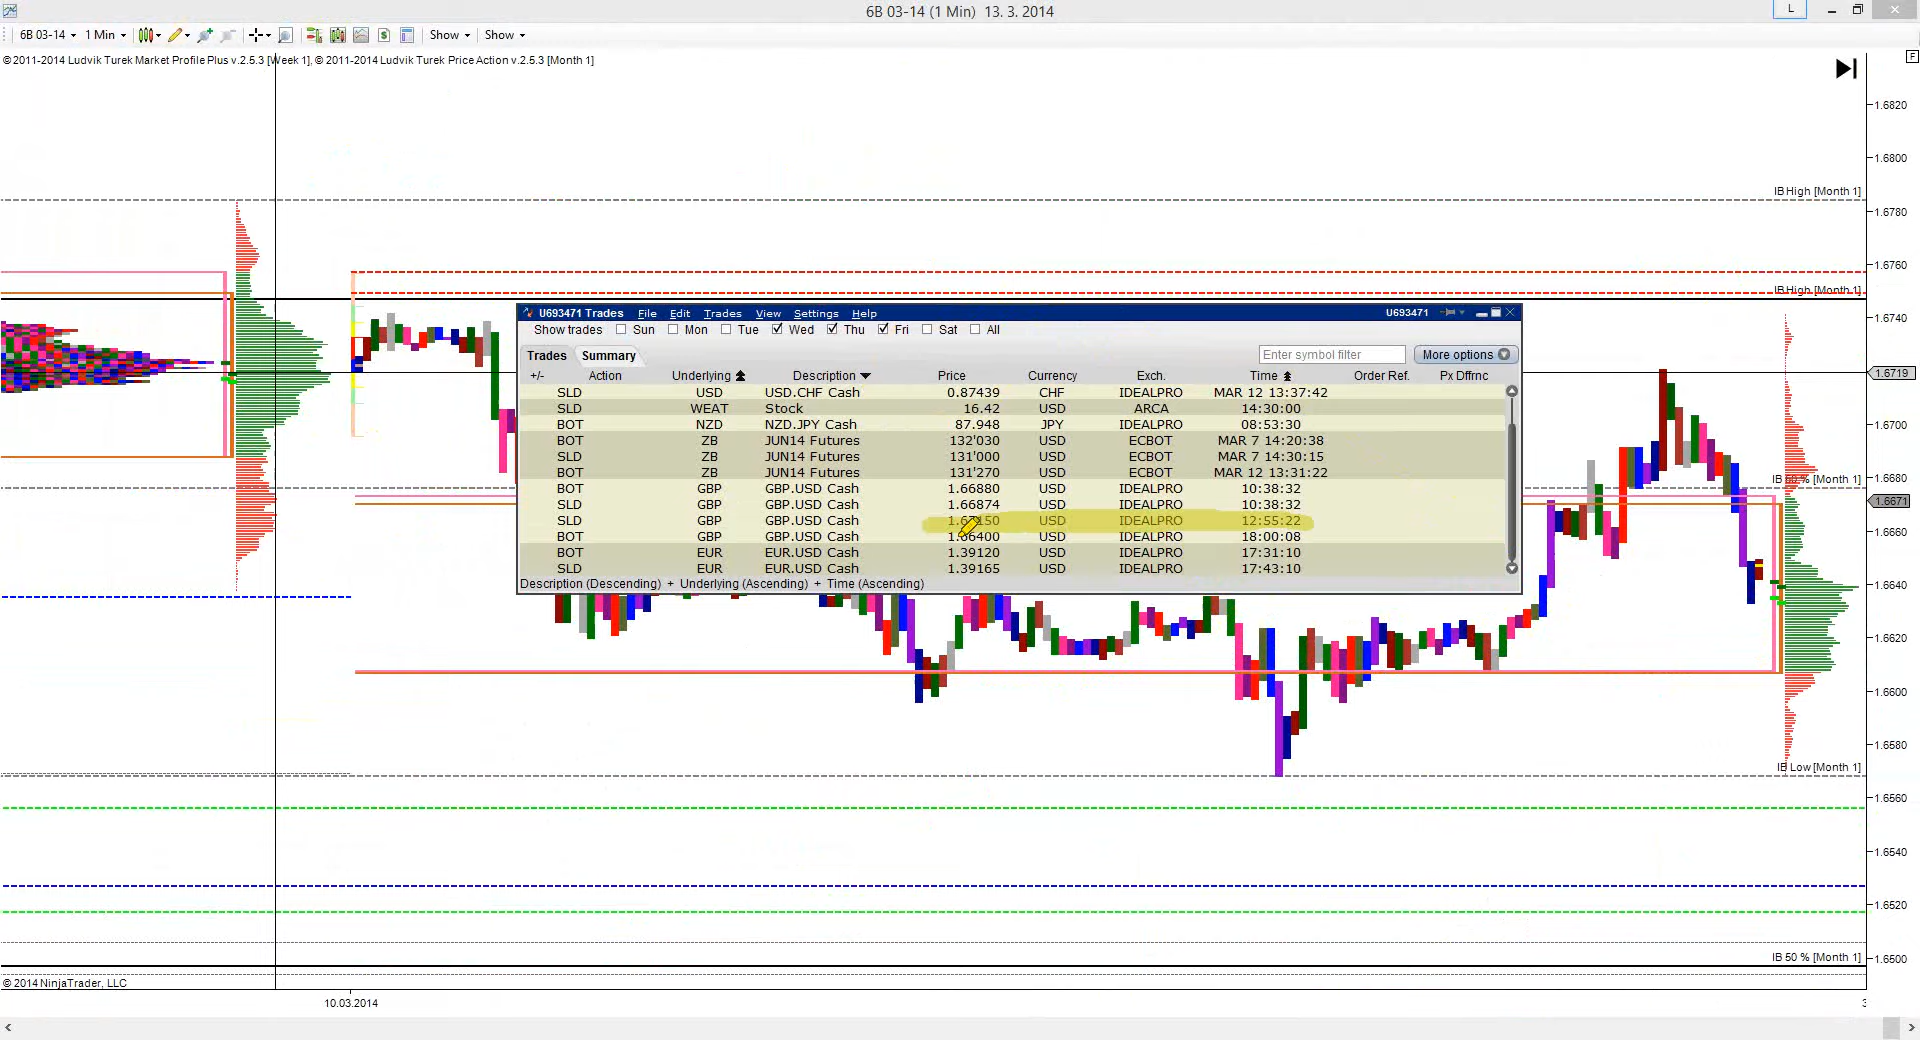 6B 03-14 (1 Min) 13. 3. 2014
L
6B 03-14 1 Min Show Show
©2011-2014 Ludvik Turek Market Profile Plus v.2.5.3 [Week 1], ©2011-2014 Ludvik Turek Price Action v.2.5.3 [Month 1]
F
1.6820
1.6800
IB High [Month 1]
1.6780
1.6760
IB High [Month 1]
1.6740
1.6719
1.6700
1.6680
IB 50 % [Month 1]
1.6671
1.6660
1.6640
1.6620
1.6600
1.6580
IB Low [Month 1]
1.6560
1.6540
1.6520
IB 50 % [Month 1]
1.6500
U693471 Trades File Edit Trades View Settings Help U693471
Show trades Sun Mon Tue Wed Thu Fri Sat All
Trades Summary Enter symbol filter More options
+/- Action Underlying Description Price Currency Exch. Time Order Ref. Px Dffrnc
SLD USD USD.CHF Cash 0.87439 CHF IDEALPRO MAR 12 13:37:42
SLD WEAT Stock 16.42 USD ARCA 14:30:00
BOT NZD NZD.JPY Cash 87.948 JPY IDEALPRO 08:53:30
BOT ZB JUN14 Futures 132'030 USD ECBOT MAR 7 14:20:38
SLD ZB JUN14 Futures 131'000 USD ECBOT MAR 7 14:30:15
BOT ZB JUN14 Futures 131'270 USD ECBOT MAR 12 13:31:22
BOT GBP GBP.USD Cash 1.66880 USD IDEALPRO 10:38:32
SLD GBP GBP.USD Cash 1.66874 USD IDEALPRO 10:38:32
SLD GBP GBP.USD Cash 1.67150 USD IDEALPRO 12:55:22
BOT GBP GBP.USD Cash 1.66400 USD IDEALPRO 18:00:08
BOT EUR EUR.USD Cash 1.39120 USD IDEALPRO 17:31:10
SLD EUR EUR.USD Cash 1.39165 USD IDEALPRO 17:43:10
Description (Descending) + Underlying (Ascending) + Time (Ascending)
© 2014 NinjaTrader, LLC
10.03.2014